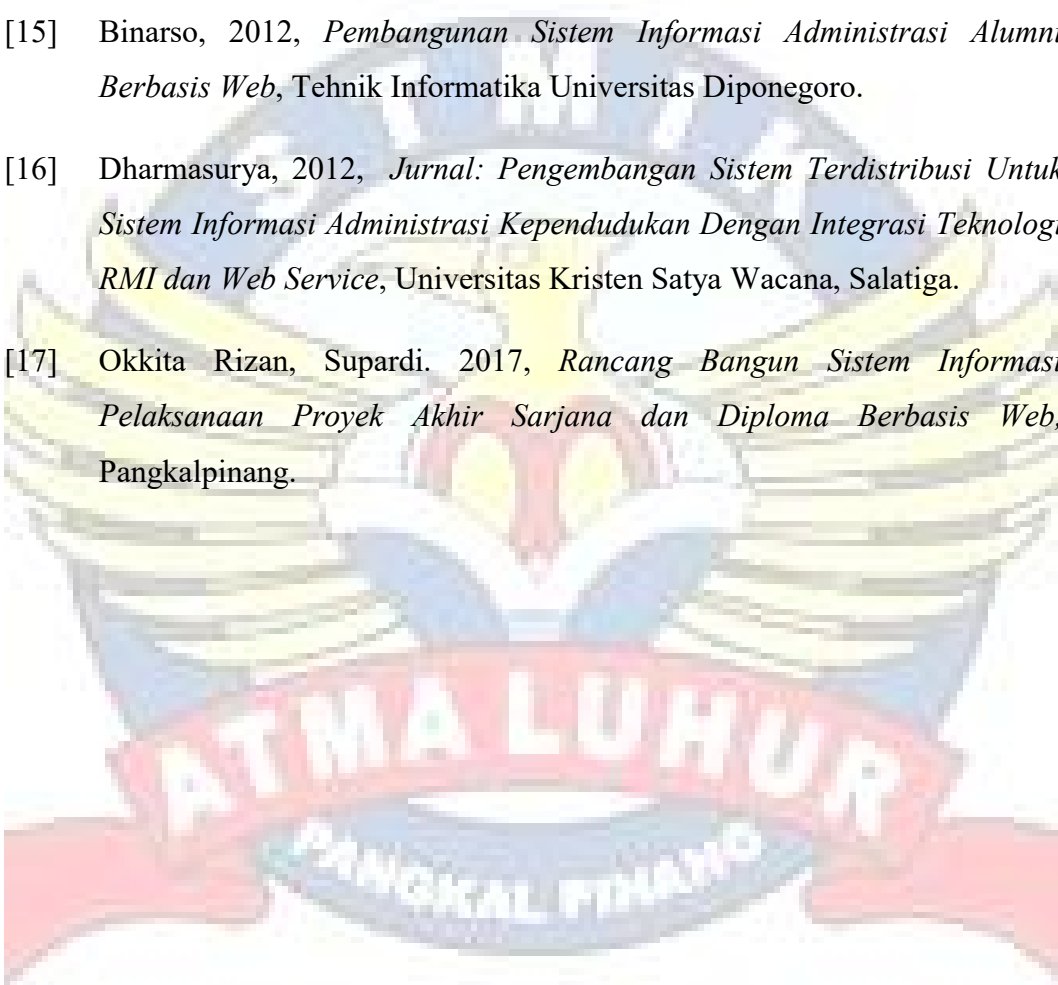 [15] Binarso, 2012, Pembangunan Sistem Informasi Administrasi Alumni
Berbasis Web, Tehnik Informatika Universitas Diponegoro.
[16] Dharmasurya, 2012, Jurnal: Pengembangan Sistem Terdistribusi Untuk
Sistem Informasi Administrasi Kependudukan Dengan Integrasi Teknologi
RMI dan Web Service, Universitas Kristen Satya Wacana, Salatiga.
[17] Okkita Rizan, Supardi. 2017, Rancang Bangun Sistem Informasi
Pelaksanaan Proyek Akhir Sarjana dan Diploma Berbasis Web,
Pangkalpinang.
STMIK
ATMA LUHUR
PANGKAL PINANG